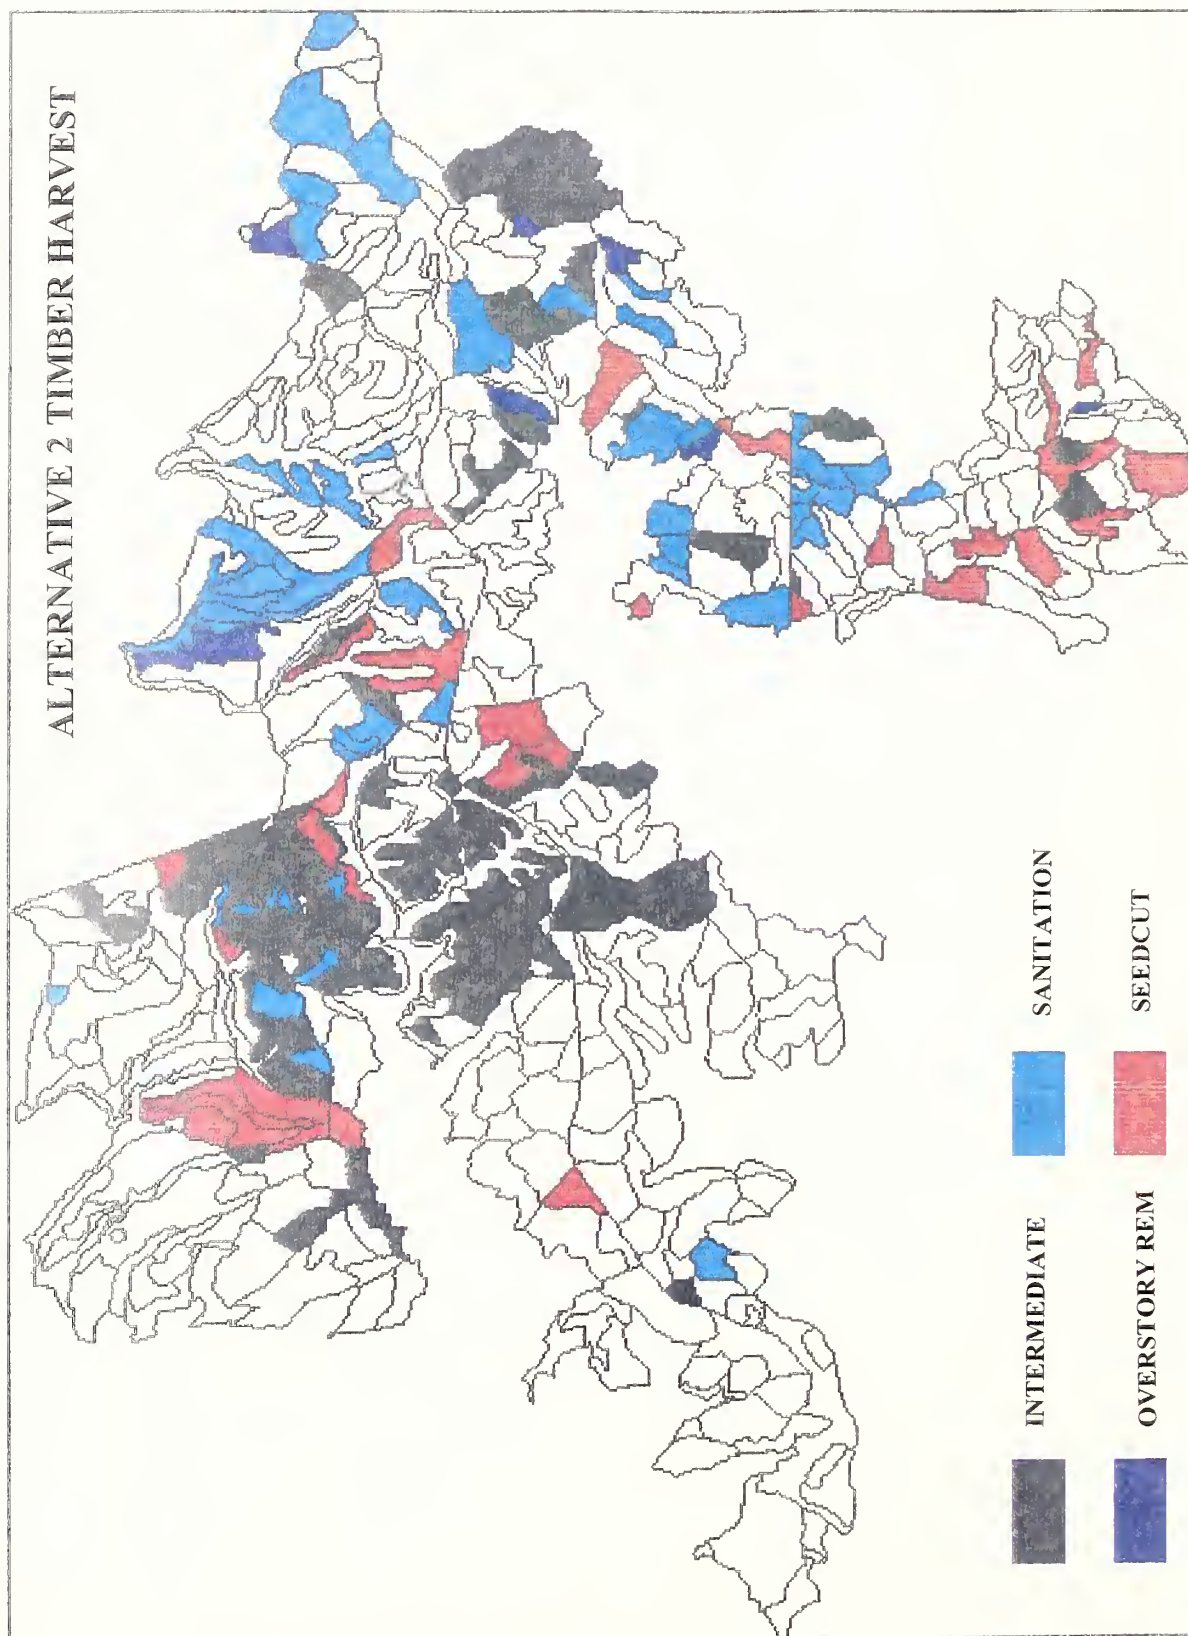 ALTERNATIVE 2 TIMBER HARVEST
INTERMEDIATE
SANITATION
OVERSTORY REM
SEEDCUT